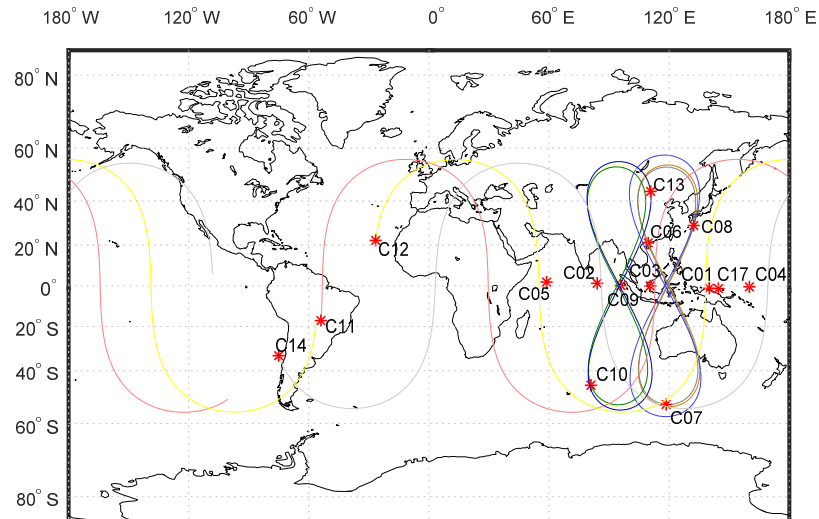 180° W 120° W 60° W 0° 60° E 120° E 180° E
80° N
60° N
40° N
20° N
0°
20° S
40° S
60° S
80° S
C13
C08
C06
C12
C02
C03
C01
C17
C04
C05
C09
C11
C14
C10
C07